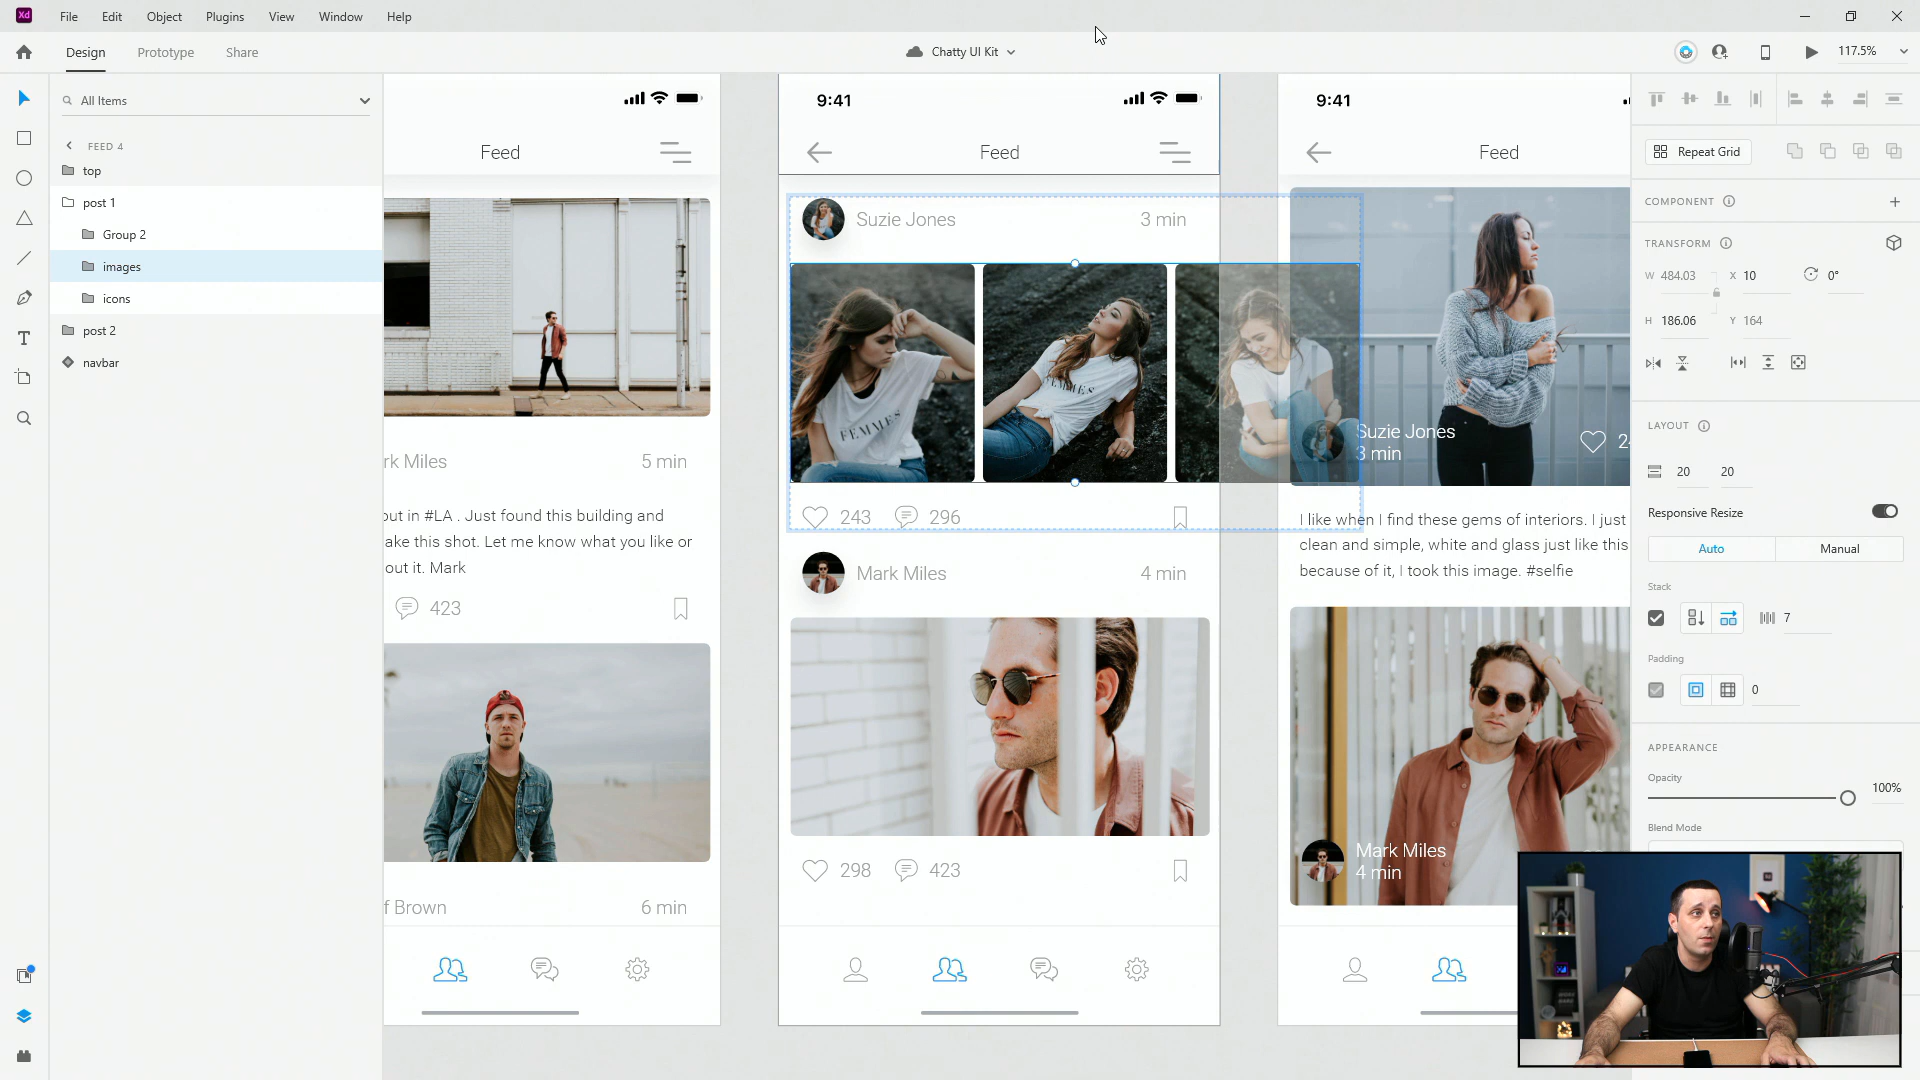 Xd File Edit Object Plugins View Window Help
Design Prototype Share
Chatty UI Kit
117.5%
All Items
FEED 4
top
post 1
Group 2
images
icons
post 2
navbar
Feed
rk Miles 5 min
out in #LA . Just found this building and
ake this shot. Let me know what you like or
out it. Mark
423
f Brown 6 min
9:41
Feed
Suzie Jones 3 min
FEMMES
FEMMES
243 296
Mark Miles 4 min
298 423
9:41
Feed
Suzie Jones
3 min
I like when I find these gems of interiors. I just
clean and simple, white and glass just like this
because of it, I took this image. #selfie
Mark Miles
4 min
Repeat Grid
COMPONENT
TRANSFORM
W 484.03 X 10 0°
H 186.06 Y 164
LAYOUT
20 20
Responsive Resize
Auto Manual
Stack
7
Padding
0
APPEARANCE
Opacity
100%
Blend Mode